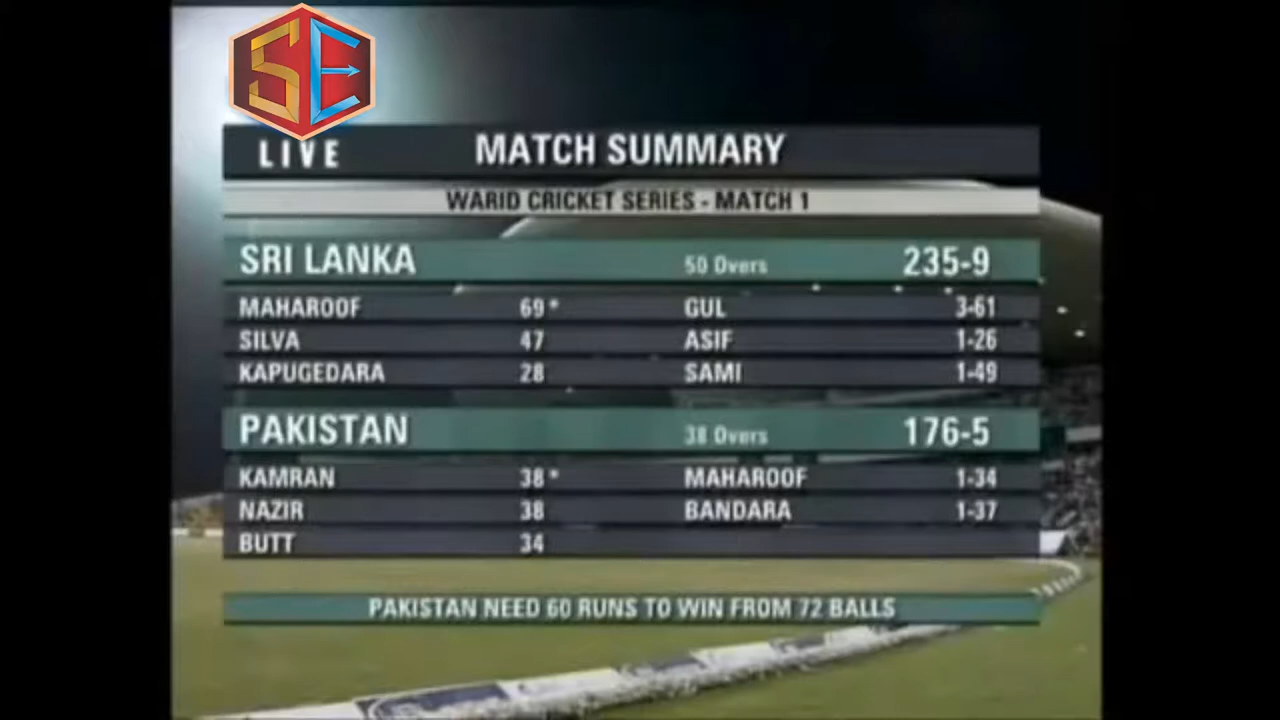 SE
LIVE MATCH SUMMARY
WARID CRICKET SERIES - MATCH 1
SRI LANKA 50 Overs 235-9
MAHAROOF 69* GUL 3-61
SILVA 47 ASIF 1-26
KAPUGEDARA 28 SAMI 1-49
PAKISTAN 38 Overs 176-5
KAMRAN 38* MAHAROOF 1-34
NAZIR 38 BANDARA 1-37
BUTT 34
PAKISTAN NEED 60 RUNS TO WIN FROM 72 BALLS